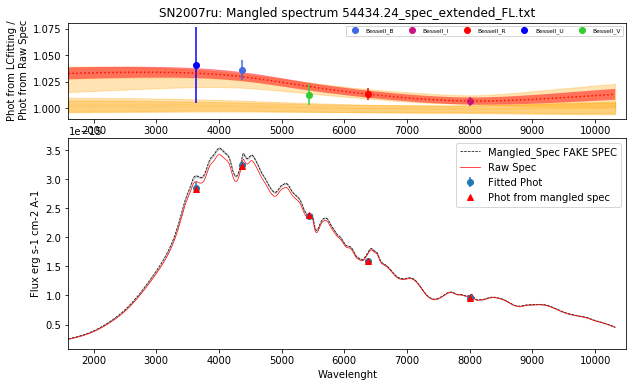 SN2007ru: Mangled spectrum 54434.24_spec_extended_FL.txt
Phot from LCfitting /
Phot from Raw Spec
1.075
1.050
1.025
1.000
Bessell_B
Bessell_I
Bessell_R
Bessell_U
Bessell_V
2000 3000 4000 5000 6000 7000 8000 9000 10000
Flux erg s-1 cm-2 A-1
3.5
3.0
2.5
2.0
1.5
1.0
0.5
Mangled_Spec FAKE SPEC
Raw Spec
Fitted Phot
Phot from mangled spec
2000 3000 4000 5000 6000 7000 8000 9000 10000
Wavelenght